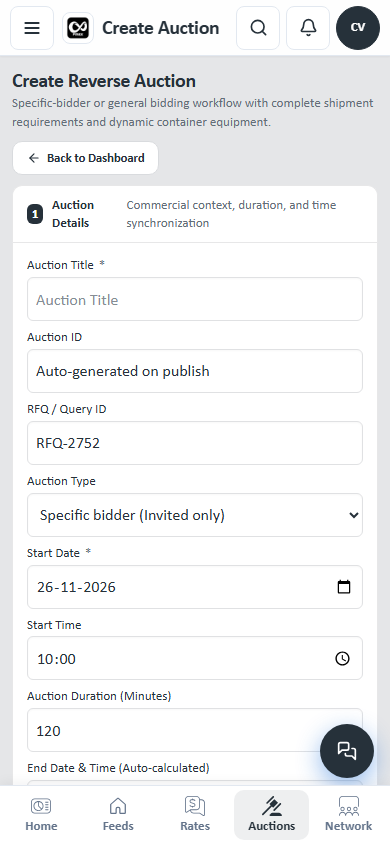 Create Auction
CV
Create Reverse Auction
Specific-bidder or general bidding workflow with complete shipment
requirements and dynamic container equipment.
Back to Dashboard
1
Auction
Details
Commercial context, duration, and time
synchronization
Auction Title *
Auction Title
Auction ID
Auto-generated on publish
RFQ / Query ID
RFQ-2752
Auction Type
Specific bidder (Invited only)
Start Date *
26-11-2026
Start Time
10:00
Auction Duration (Minutes)
120
End Date & Time (Auto-calculated)
Home
Feeds
Rates
Auctions
Network